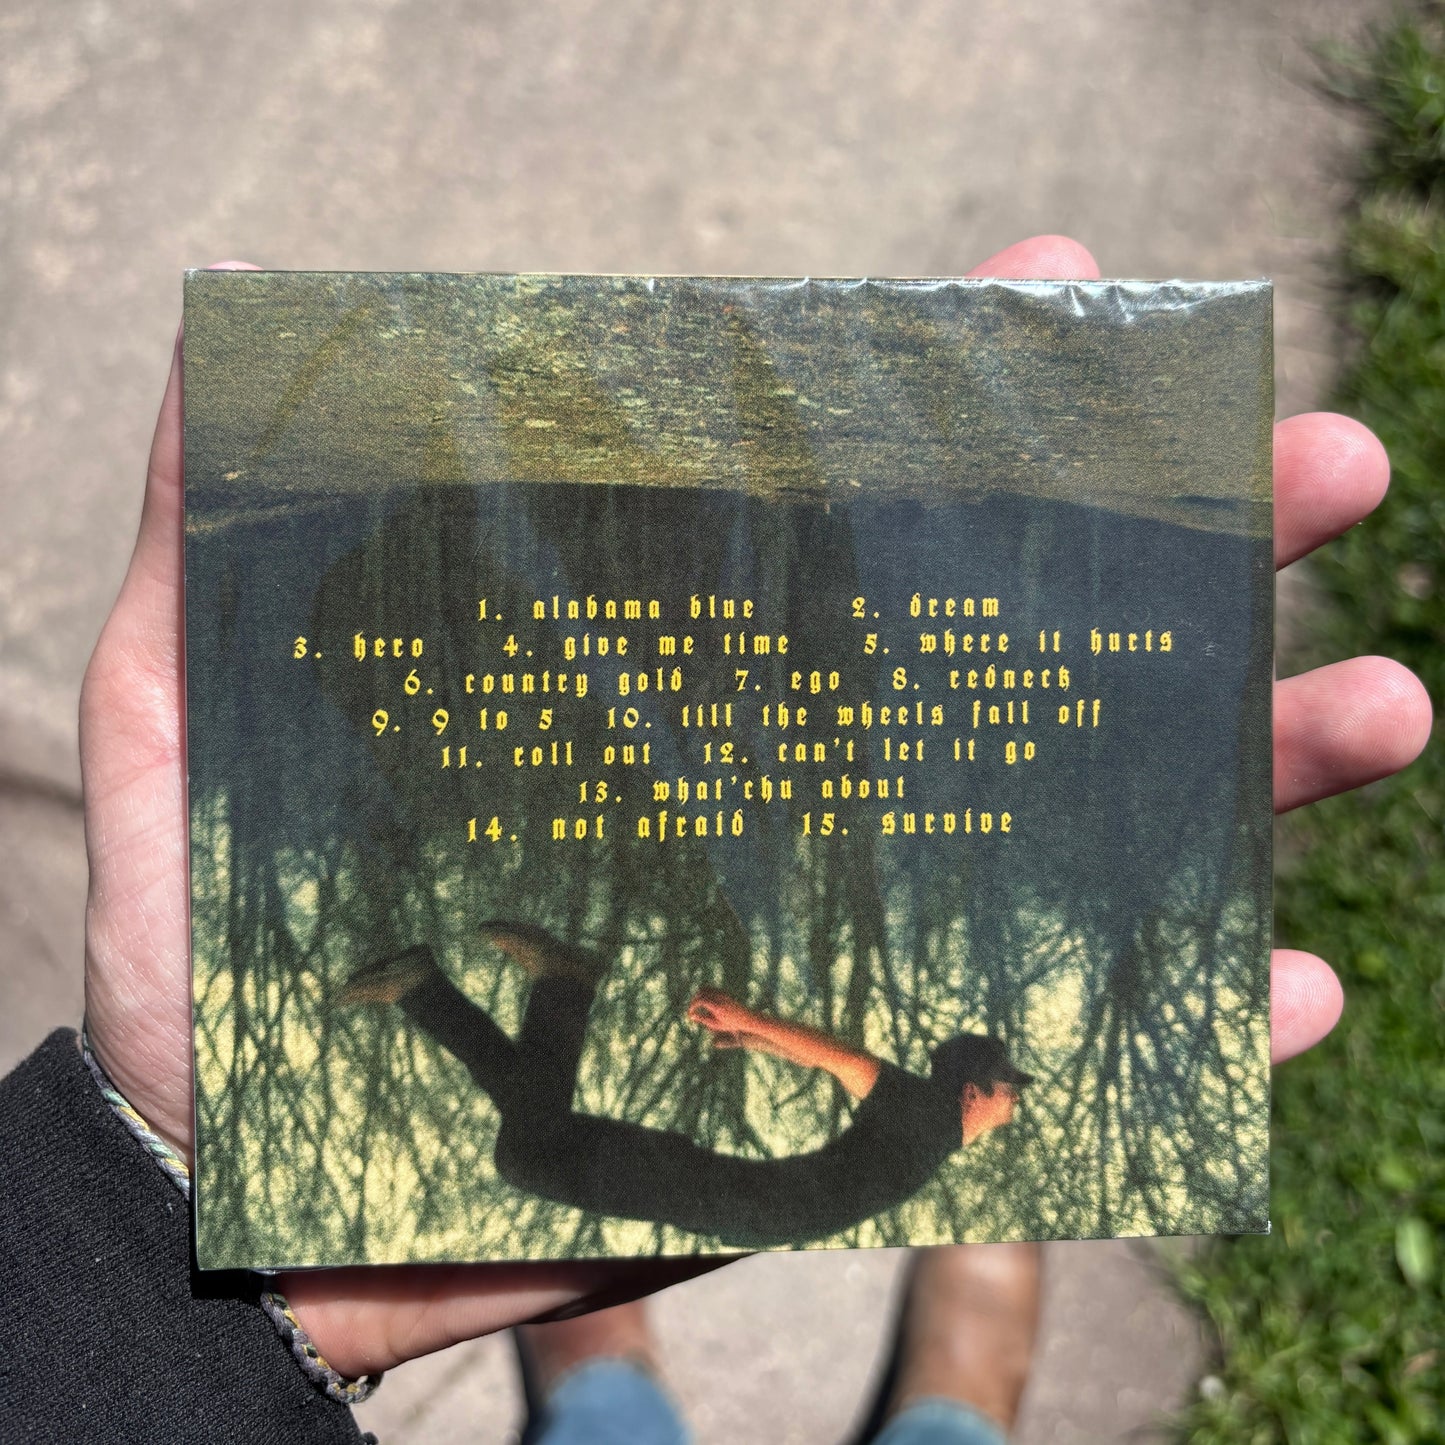 1. alabama blue 2. dream
3. hero 4. give me time 5. where it hurts
6. country gold 7. ego 8. redneck
9. 9 to 5 10. till the wheels fall off
11. roll out 12. can't let it go
13. what'chu about
14. not afraid 15. survive